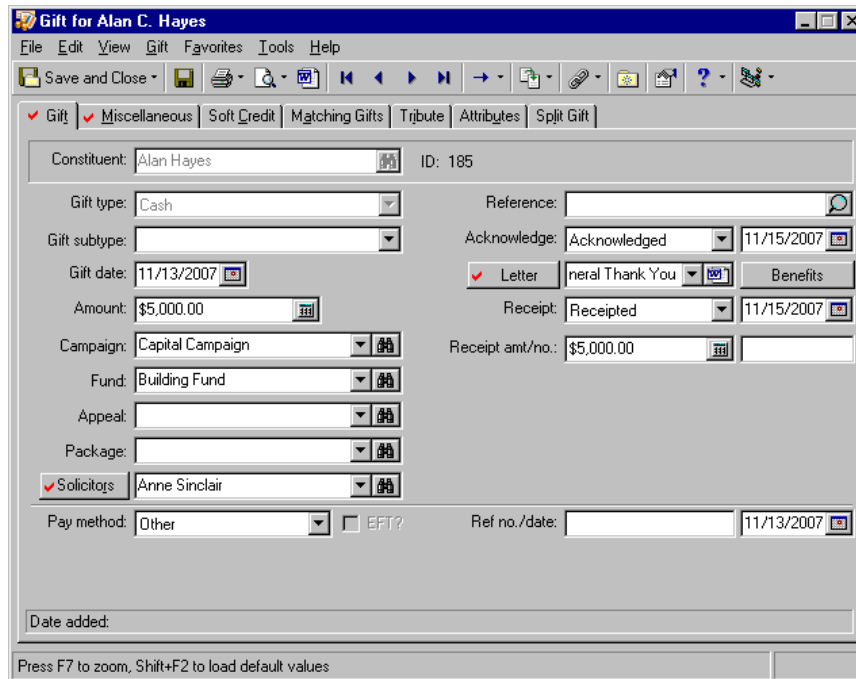 Gift for Alan C. Hayes
File Edit View Gift Favorites Tools Help
Save and Close
Gift Miscellaneous Soft Credit Matching Gifts Tribute Attributes Split Gift
Constituent: Alan Hayes ID: 185
Gift type: Cash Reference:
Gift subtype: Acknowledge: Acknowledged 11/15/2007
Gift date: 11/13/2007 Letter neral Thank You Benefits
Amount: $5,000.00 Receipt: Receipted 11/15/2007
Campaign: Capital Campaign Receipt amt/no.: $5,000.00
Fund: Building Fund
Appeal:
Package:
Solicitors Anne Sinclair
Pay method: Other EFT? Ref no./date: 11/13/2007
Date added:
Press F7 to zoom, Shift+F2 to load default values